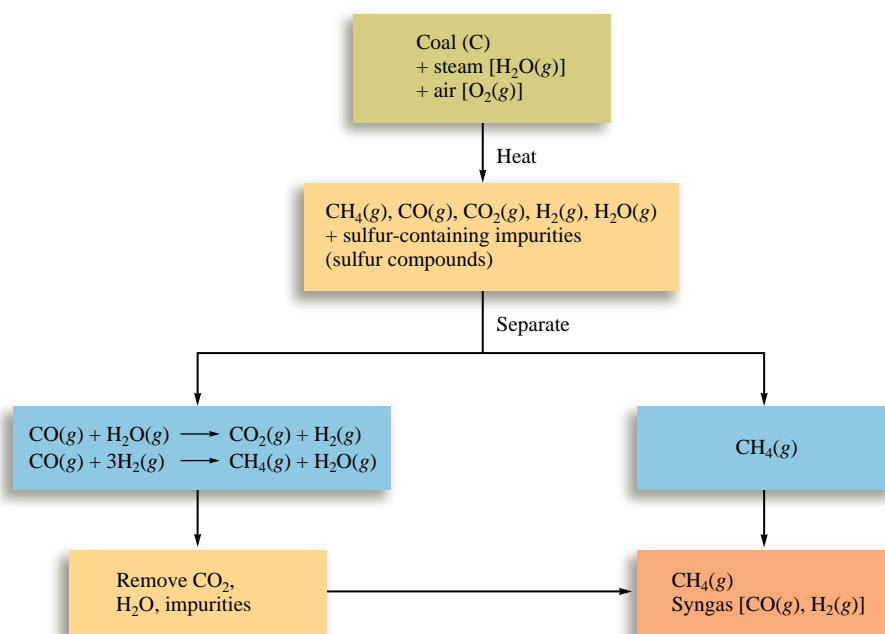 Coal (C)
+ steam [H₂O(g)]
+ air [O₂(g)]
Heat
CH₄(g), CO(g), CO₂(g), H₂(g), H₂O(g)
+ sulfur-containing impurities
(sulfur compounds)
Separate
CO(g) + H₂O(g) ⟶ CO₂(g) + H₂(g)
CO(g) + 3H₂(g) ⟶ CH₄(g) + H₂O(g)
CH₄(g)
Remove CO₂,
H₂O, impurities
CH₄(g)
Syngas [CO(g), H₂(g)]